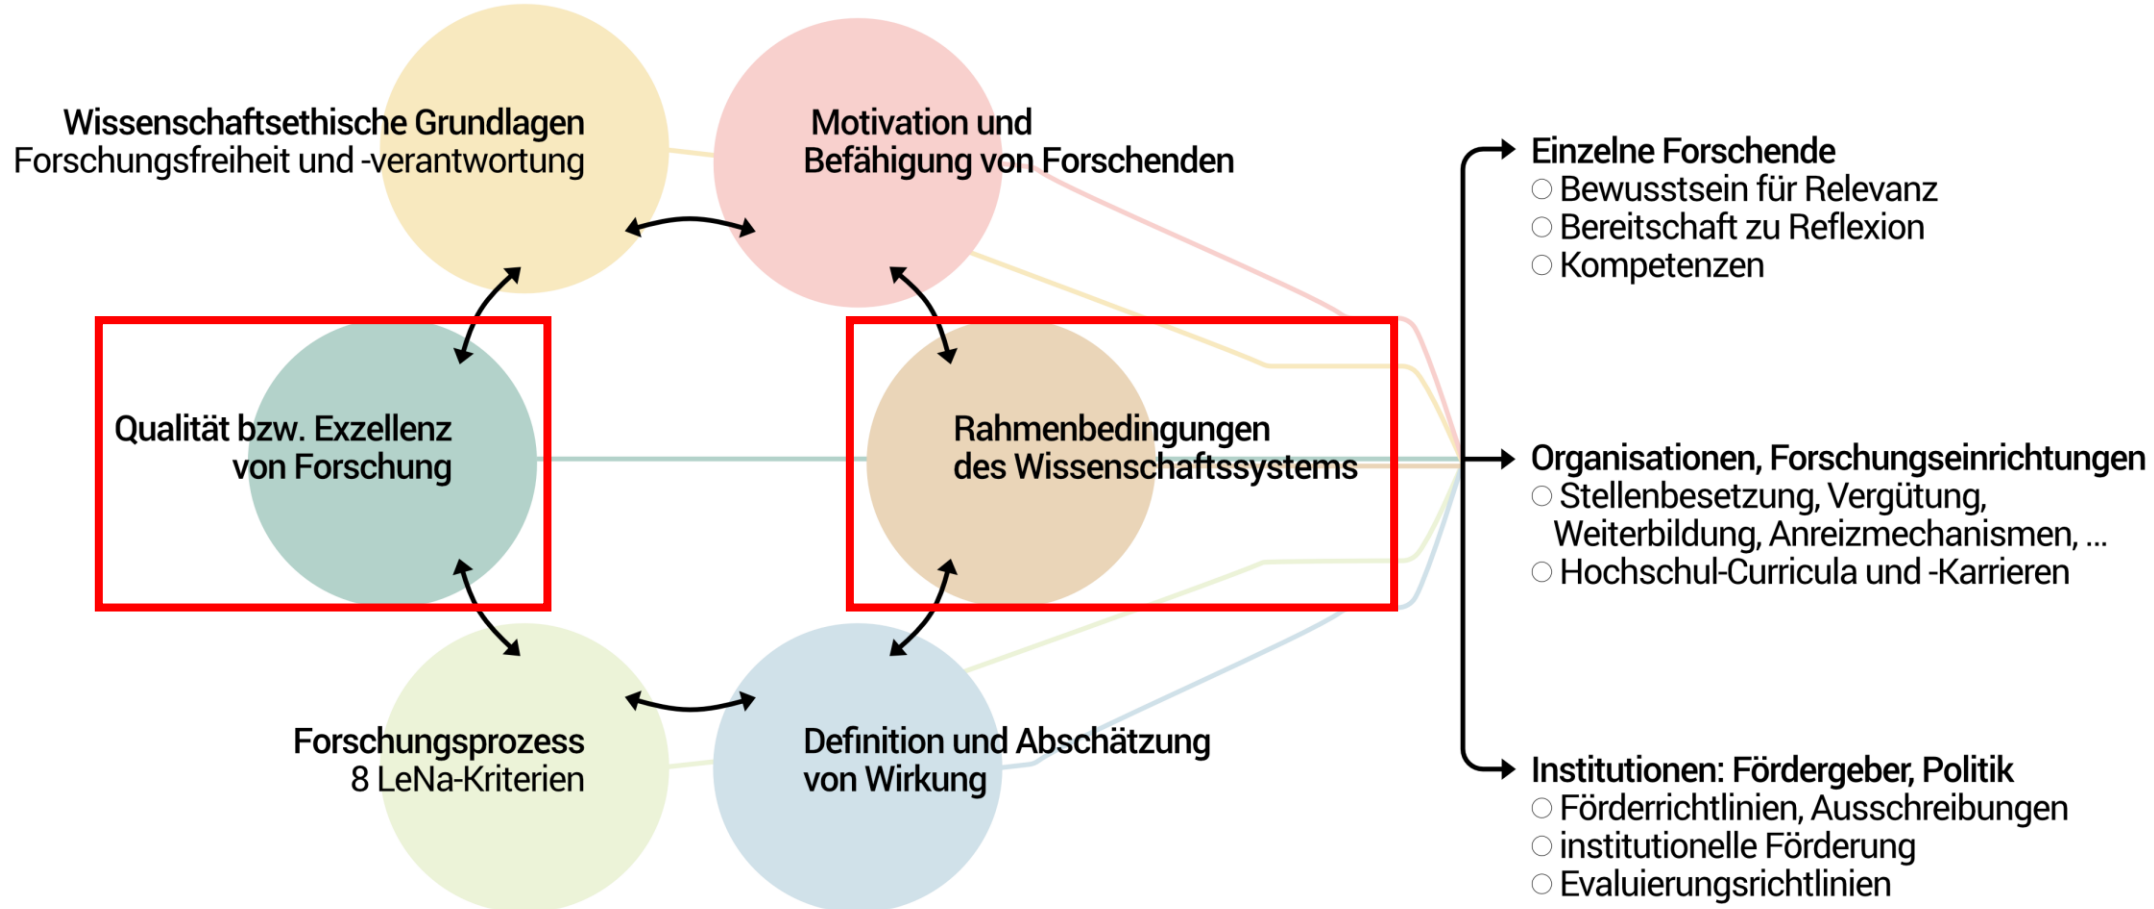 Wissenschaftsethische Grundlagen
Forschungsfreiheit und -verantwortung
Motivation und
Befähigung von Forschenden
Qualität bzw. Exzellenz
von Forschung
Rahmenbedingungen
des Wissenschaftssystems
Forschungsprozess
8 LeNa-Kriterien
Definition und Abschätzung
von Wirkung
Einzelne Forschende
○ Bewusstsein für Relevanz
○ Bereitschaft zu Reflexion
○ Kompetenzen
Organisationen, Forschungseinrichtungen
○ Stellenbesetzung, Vergütung,
Weiterbildung, Anreizmechanismen, ...
○ Hochschul-Curricula und -Karrieren
Institutionen: Fördergeber, Politik
○ Förderrichtlinien, Ausschreibungen
○ institutionelle Förderung
○ Evaluierungsrichtlinien